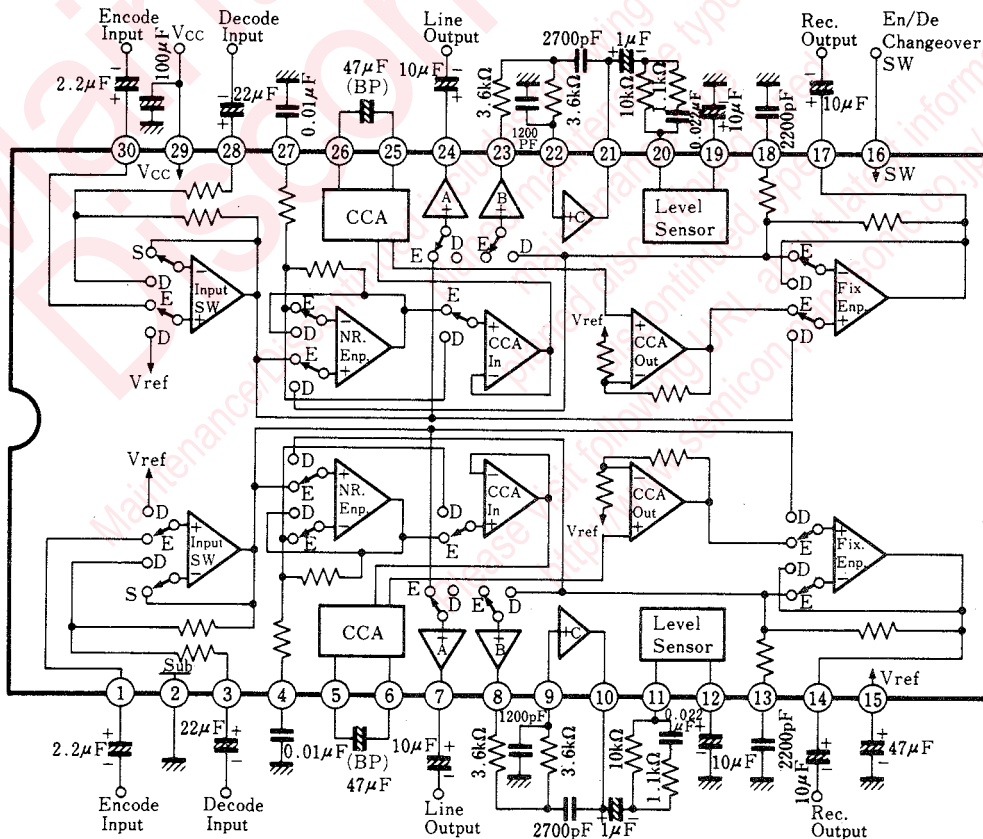 Encode Input
100μF
VCC
Decode Input
Line Output
2700pF
1μF
Rec. Output
En/De Changeover SW
2.2μF
22μF
0.01μF
47μF (BP)
10μF
3.6kΩ
1200 PF
3.6kΩ
10kΩ
1.1kΩ
0.022μF
10μF
2200pF
10μF
30
29
28
27
26
25
24
23
22
21
20
19
18
17
16
VCC
SW
CCA
A
B
C
Level Sensor
E
D
E
D
S
D
E
D
Input SW
Vref
E
D
E
D
NR. Enp.
E
D
CCA In
Vref
CCA Out
E
D
E
D
Fix Enp.
Vref
D
E
D
S
Input SW
D
E
D
E
NR. Enp.
D
E
CCA In
CCA Out
Vref
D
E
D
E
Fix. Enp.
CCA
E
D
E
D
A
B
C
Level Sensor
Sub
Vref
1
2
3
4
5
6
7
8
9
10
11
12
13
14
15
2.2μF
22μF
0.01μF
(BP) 47μF
10μF
3.6kΩ
1200pF
3.6kΩ
10kΩ
0.022 μF
1.1kΩ
10μF
2200pF
10μF
47μF
2700pF
1μF
Encode Input
Decode Input
Line Output
Rec. Output